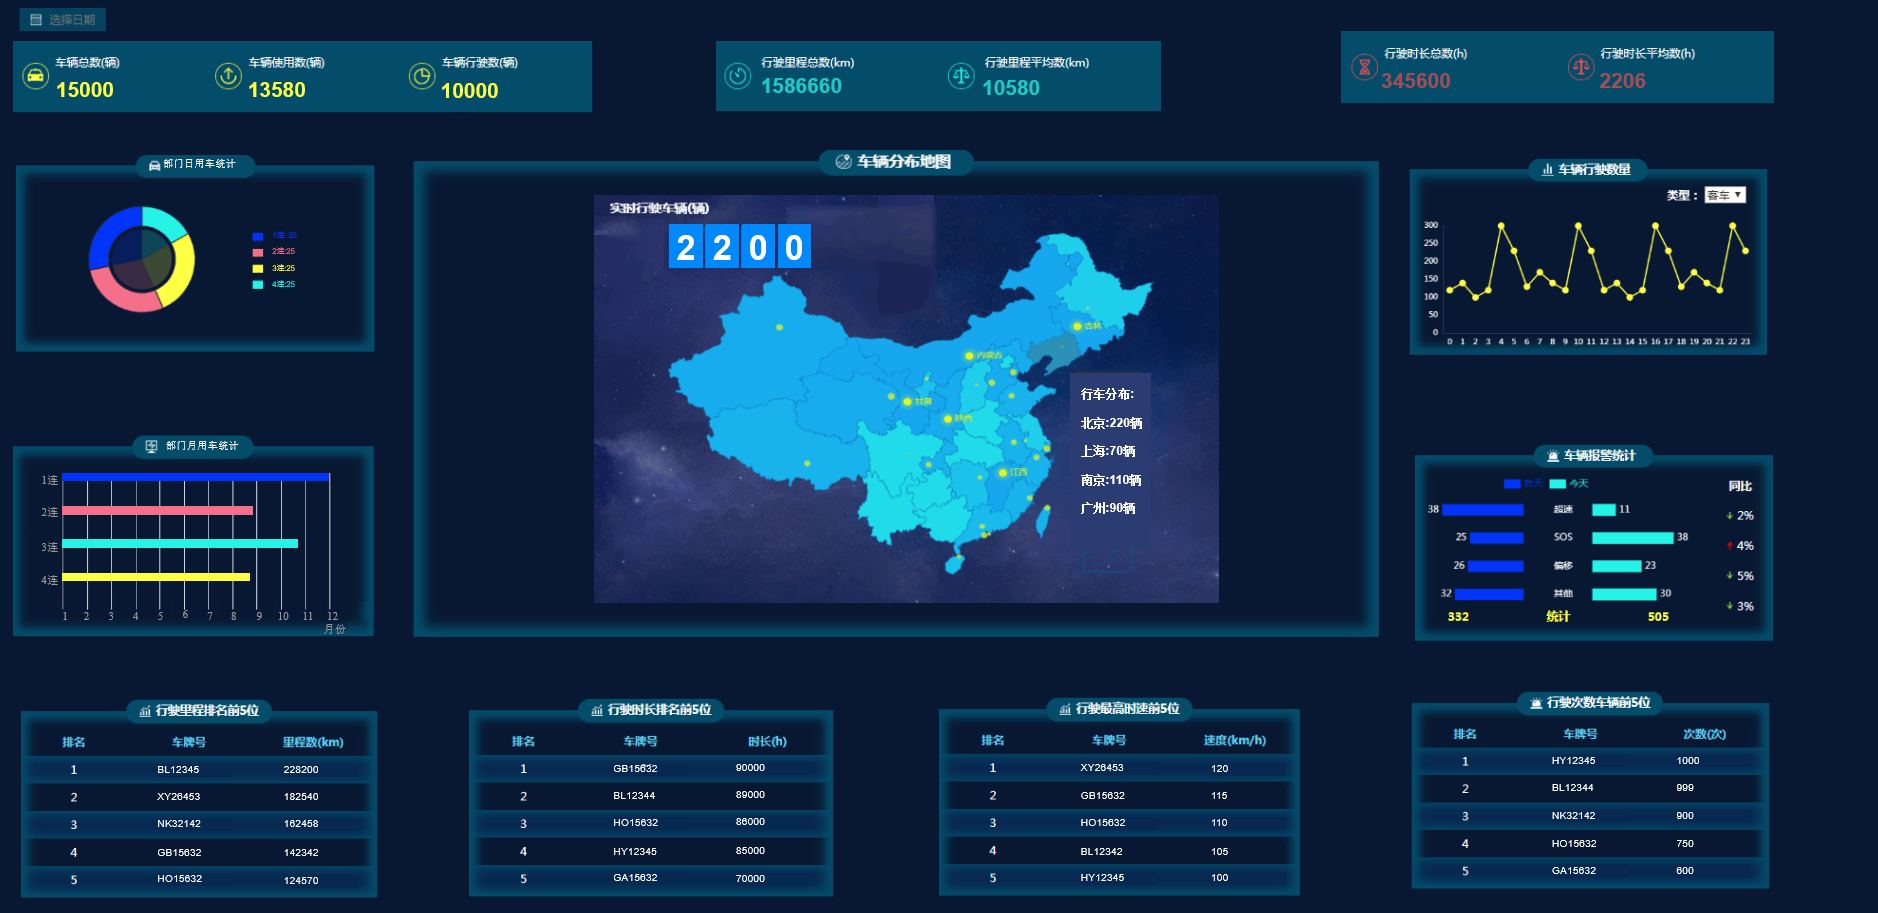 选择日期
车辆总数(辆)
15000
车辆使用数(辆)
13580
车辆行驶数(辆)
10000
行驶里程总数(km)
1586660
行驶里程平均数(km)
10580
行驶时长总数(h)
345600
行驶时长平均数(h)
2206
部门日用车统计
1连:25
2连:25
3连:25
4连:25
部门月用车统计
1连
2连
3连
4连
1 2 3 4 5 6 7 8 9 10 11 12
月份
车辆分布地图
实时行驶车辆(辆)
2200
吉林
内蒙古
甘肃
陕西
江西
行车分布:
北京:220辆
上海:70辆
南京:110辆
广州:90辆
车辆行驶数量
类型： 客车 ▼
300
250
200
150
100
50
0
0 1 2 3 4 5 6 7 8 9 10 11 12 13 14 15 16 17 18 19 20 21 22 23
车辆报警统计
昨天 今天 同比
38 超速 11 2%
25 SOS 38 4%
26 偏移 23 5%
32 其他 30 3%
332 统计 505
行驶里程排名前5位
排名 车牌号 里程数(km)
1 BL12345 228200
2 XY26453 182540
3 NK32142 162458
4 GB15632 142342
5 HO15632 124570
行驶时长排名前5位
排名 车牌号 时长(h)
1 GB15632 90000
2 BL12344 89000
3 HO15632 86000
4 HY12345 85000
5 GA15632 70000
行驶最高时速前5位
排名 车牌号 速度(km/h)
1 XY26453 120
2 GB15632 115
3 HO15632 110
4 BL12342 105
5 HY12345 100
行驶次数车辆前5位
排名 车牌号 次数(次)
1 HY12345 1000
2 BL12344 999
3 NK32142 900
4 HO15632 750
5 GA15632 600